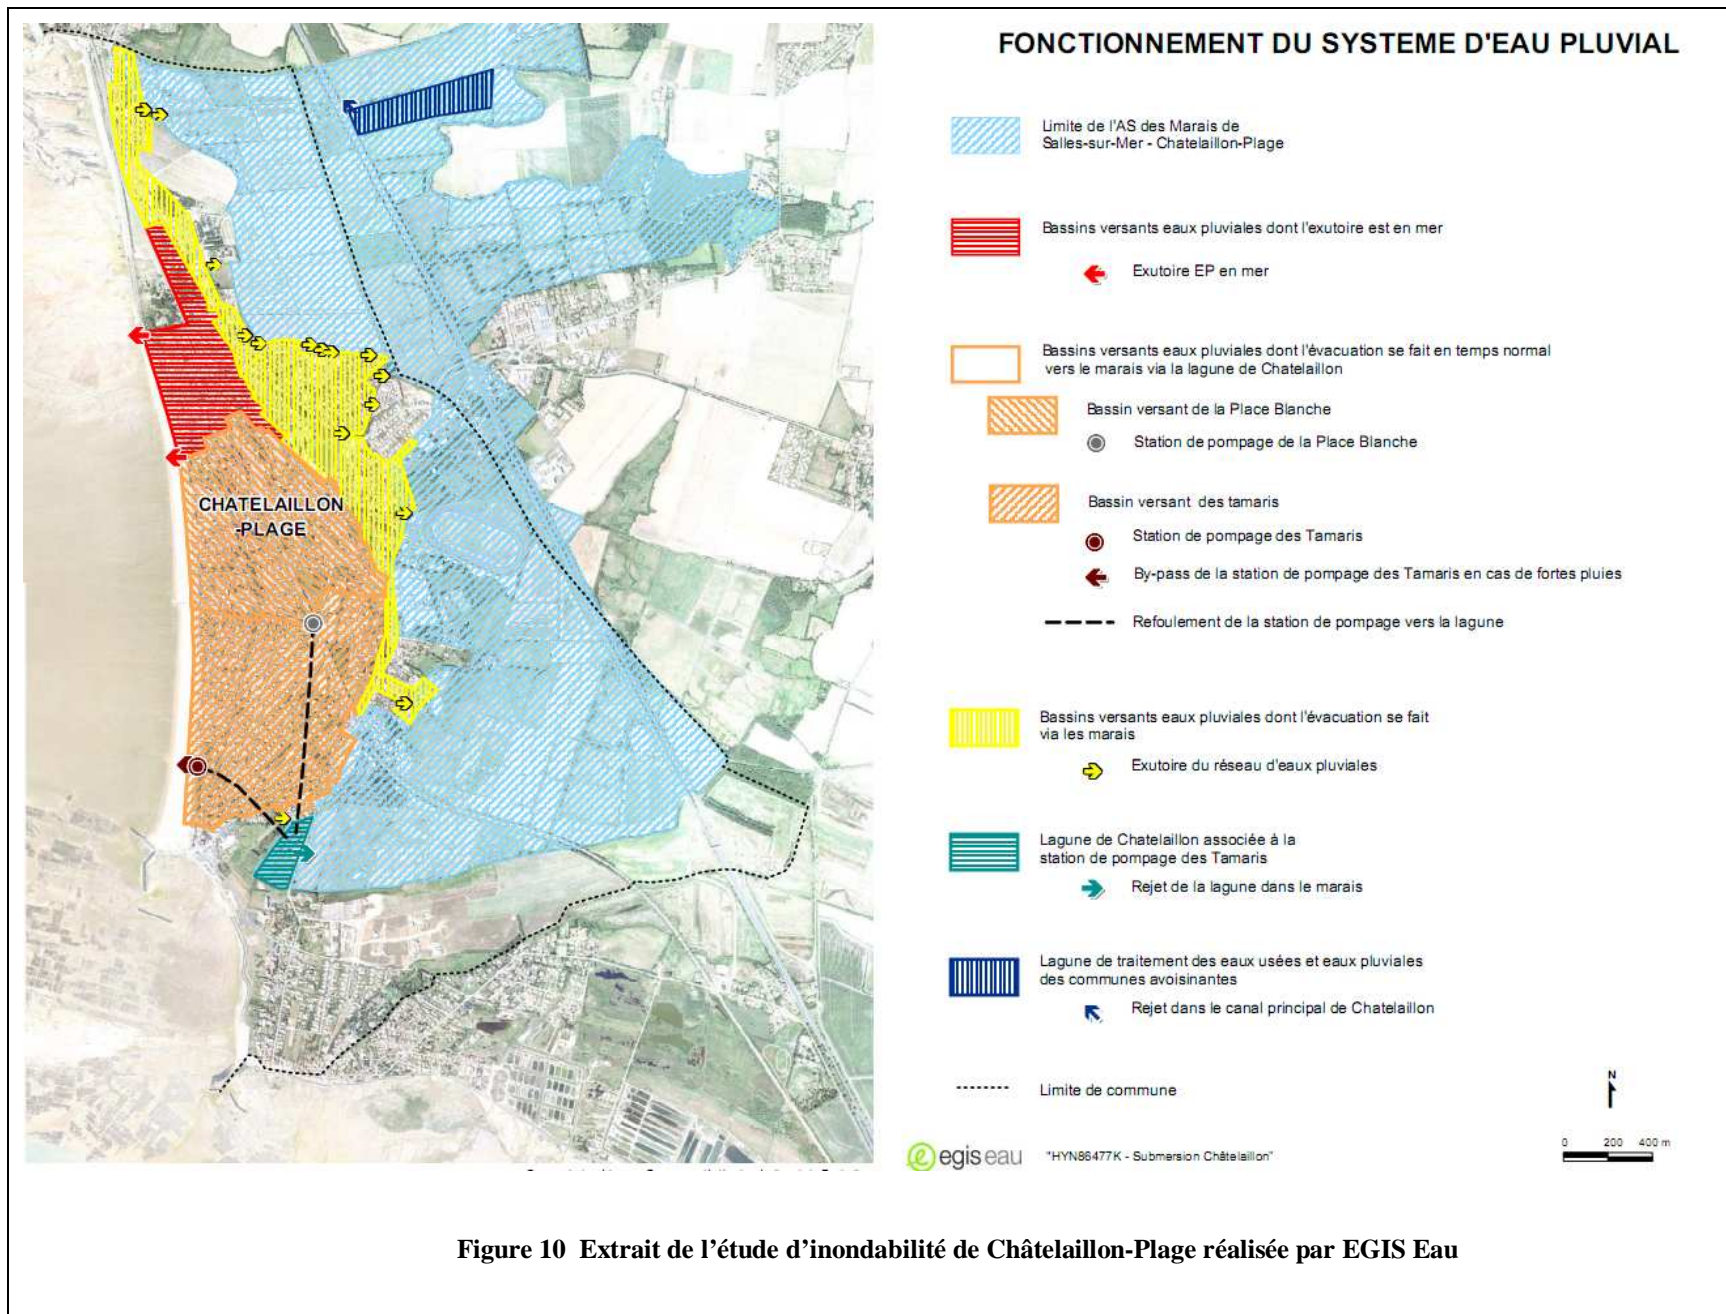 FONCTIONNEMENT DU SYSTEME D'EAU PLUVIAL
Limite de l'AS des Marais de
Salles-sur-Mer - Chatelaillon-Plage
Bassins versants eaux pluviales dont l'exutoire est en mer
Exutoire EP en mer
Bassins versants eaux pluviales dont l'évacuation se fait en temps normal
vers le marais via la lagune de Chatelaillon
Bassin versant de la Place Blanche
Station de pompage de la Place Blanche
Bassin versant des tamaris
Station de pompage des Tamaris
By-pass de la station de pompage des Tamaris en cas de fortes pluies
Refoulement de la station de pompage vers la lagune
Bassins versants eaux pluviales dont l'évacuation se fait
via les marais
Exutoire du réseau d'eaux pluviales
Lagune de Chatelaillon associée à la
station de pompage des Tamaris
Rejet de la lagune dans le marais
Lagune de traitement des eaux usées et eaux pluviales
des communes avoisinantes
Rejet dans le canal principal de Chatelaillon
Limite de commune
N
0 200 400 m
egis eau
"HYN86477K - Submersion Châtelaillon"
CHATELAILLON
-PLAGE
Figure 10 Extrait de l'étude d'inondabilité de Châtelaillon-Plage réalisée par EGIS Eau